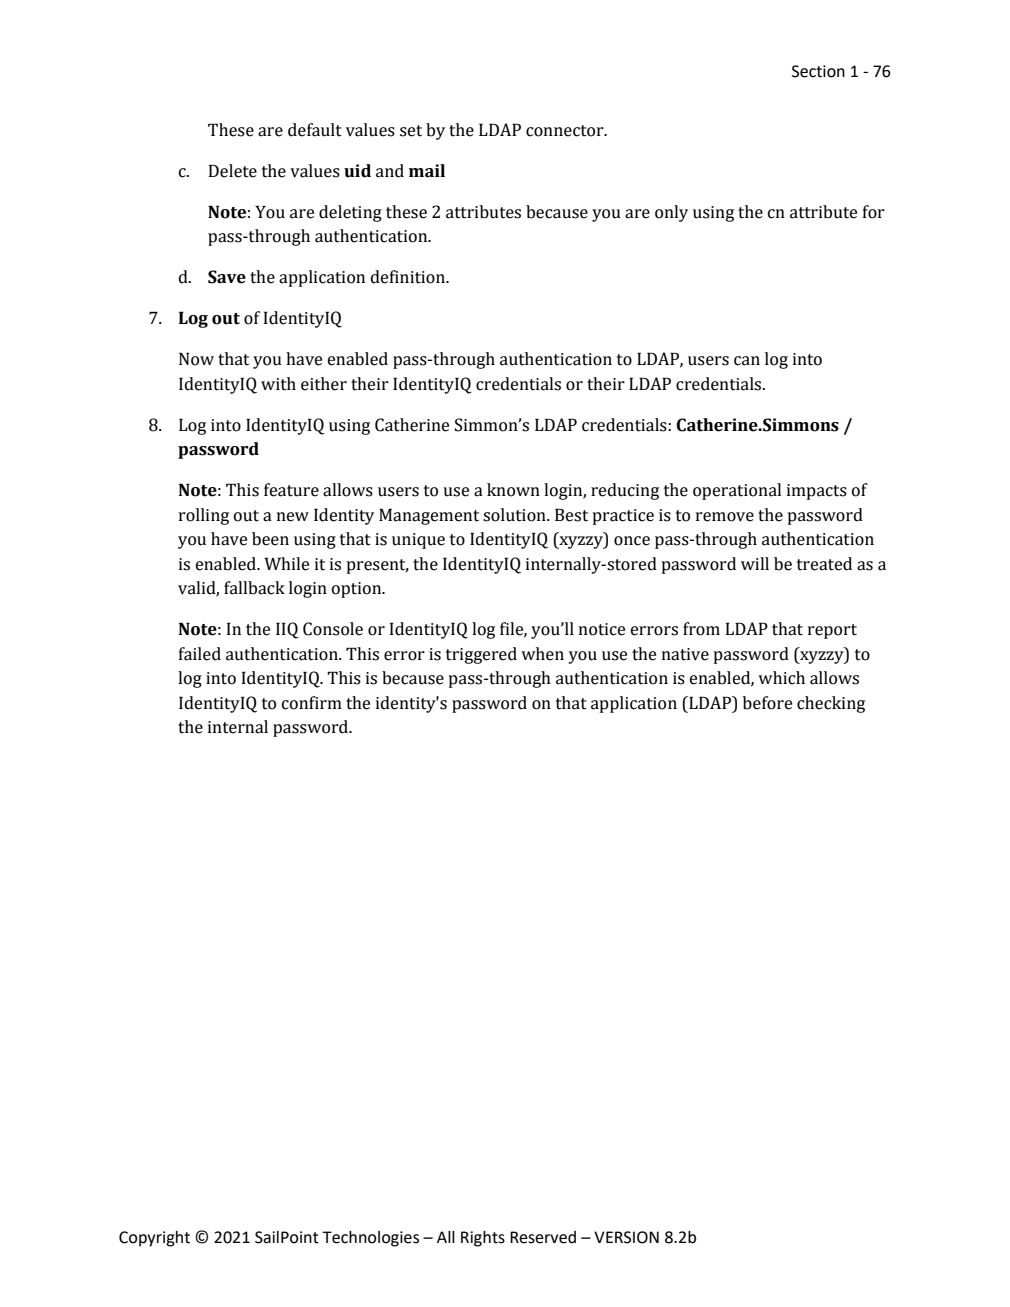 Section 1 - 76
These are default values set by the LDAP connector.
c. Delete the values uid and mail
Note: You are deleting these 2 attributes because you are only using the cn attribute for
pass-through authentication.
d. Save the application definition.
7. Log out of IdentityIQ
Now that you have enabled pass-through authentication to LDAP, users can log into
IdentityIQ with either their IdentityIQ credentials or their LDAP credentials.
8. Log into IdentityIQ using Catherine Simmon’s LDAP credentials: Catherine.Simmons /
password
Note: This feature allows users to use a known login, reducing the operational impacts of
rolling out a new Identity Management solution. Best practice is to remove the password
you have been using that is unique to IdentityIQ (xyzzy) once pass-through authentication
is enabled. While it is present, the IdentityIQ internally-stored password will be treated as a
valid, fallback login option.
Note: In the IIQ Console or IdentityIQ log file, you’ll notice errors from LDAP that report
failed authentication. This error is triggered when you use the native password (xyzzy) to
log into IdentityIQ. This is because pass-through authentication is enabled, which allows
IdentityIQ to confirm the identity's password on that application (LDAP) before checking
the internal password.
Copyright © 2021 SailPoint Technologies – All Rights Reserved – VERSION 8.2b